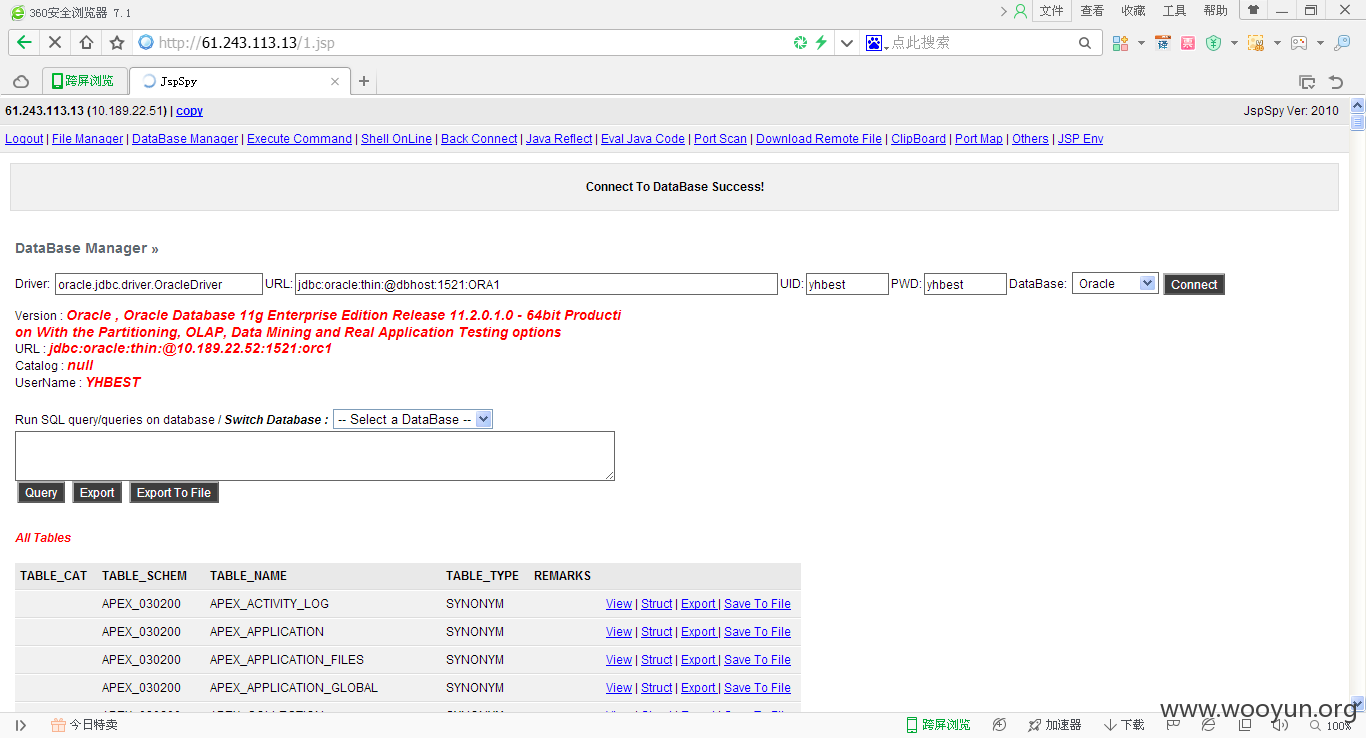 360安全浏览器 7.1
文件 查看 收藏 工具 帮助
http://61.243.113.13/1.jsp
点此搜索
跨屏浏览
JspSpy
61.243.113.13 (10.189.22.51) | copy
JspSpy Ver: 2010
Logout | File Manager | DataBase Manager | Execute Command | Shell OnLine | Back Connect | Java Reflect | Eval Java Code | Port Scan | Download Remote File | ClipBoard | Port Map | Others | JSP Env
Connect To DataBase Success!
DataBase Manager »
Driver: oracle.jdbc.driver.OracleDriver URL: jdbc:oracle:thin:@dbhost:1521:ORA1 UID: yhbest PWD: yhbest DataBase: Oracle Connect
Version : Oracle , Oracle Database 11g Enterprise Edition Release 11.2.0.1.0 - 64bit Producti
on With the Partitioning, OLAP, Data Mining and Real Application Testing options
URL : jdbc:oracle:thin:@10.189.22.52:1521:orc1
Catalog : null
UserName : YHBEST
Run SQL query/queries on database / Switch Database : -- Select a DataBase --
Query Export Export To File
All Tables
TABLE_CAT TABLE_SCHEM TABLE_NAME TABLE_TYPE REMARKS
APEX_030200 APEX_ACTIVITY_LOG SYNONYM View | Struct | Export | Save To File
APEX_030200 APEX_APPLICATION SYNONYM View | Struct | Export | Save To File
APEX_030200 APEX_APPLICATION_FILES SYNONYM View | Struct | Export | Save To File
APEX_030200 APEX_APPLICATION_GLOBAL SYNONYM View | Struct | Export | Save To File
www.wooyun.org
今日特卖
跨屏浏览 加速器 下载 100%